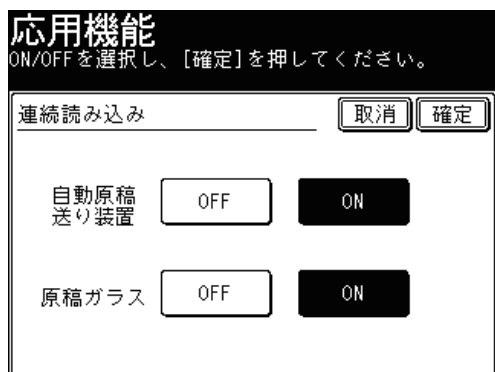 応用機能
ON/OFFを選択し、[確定]を押してください。
連続読み込み 取消 確定
自動原稿
送り装置 OFF ON
原稿ガラス OFF ON